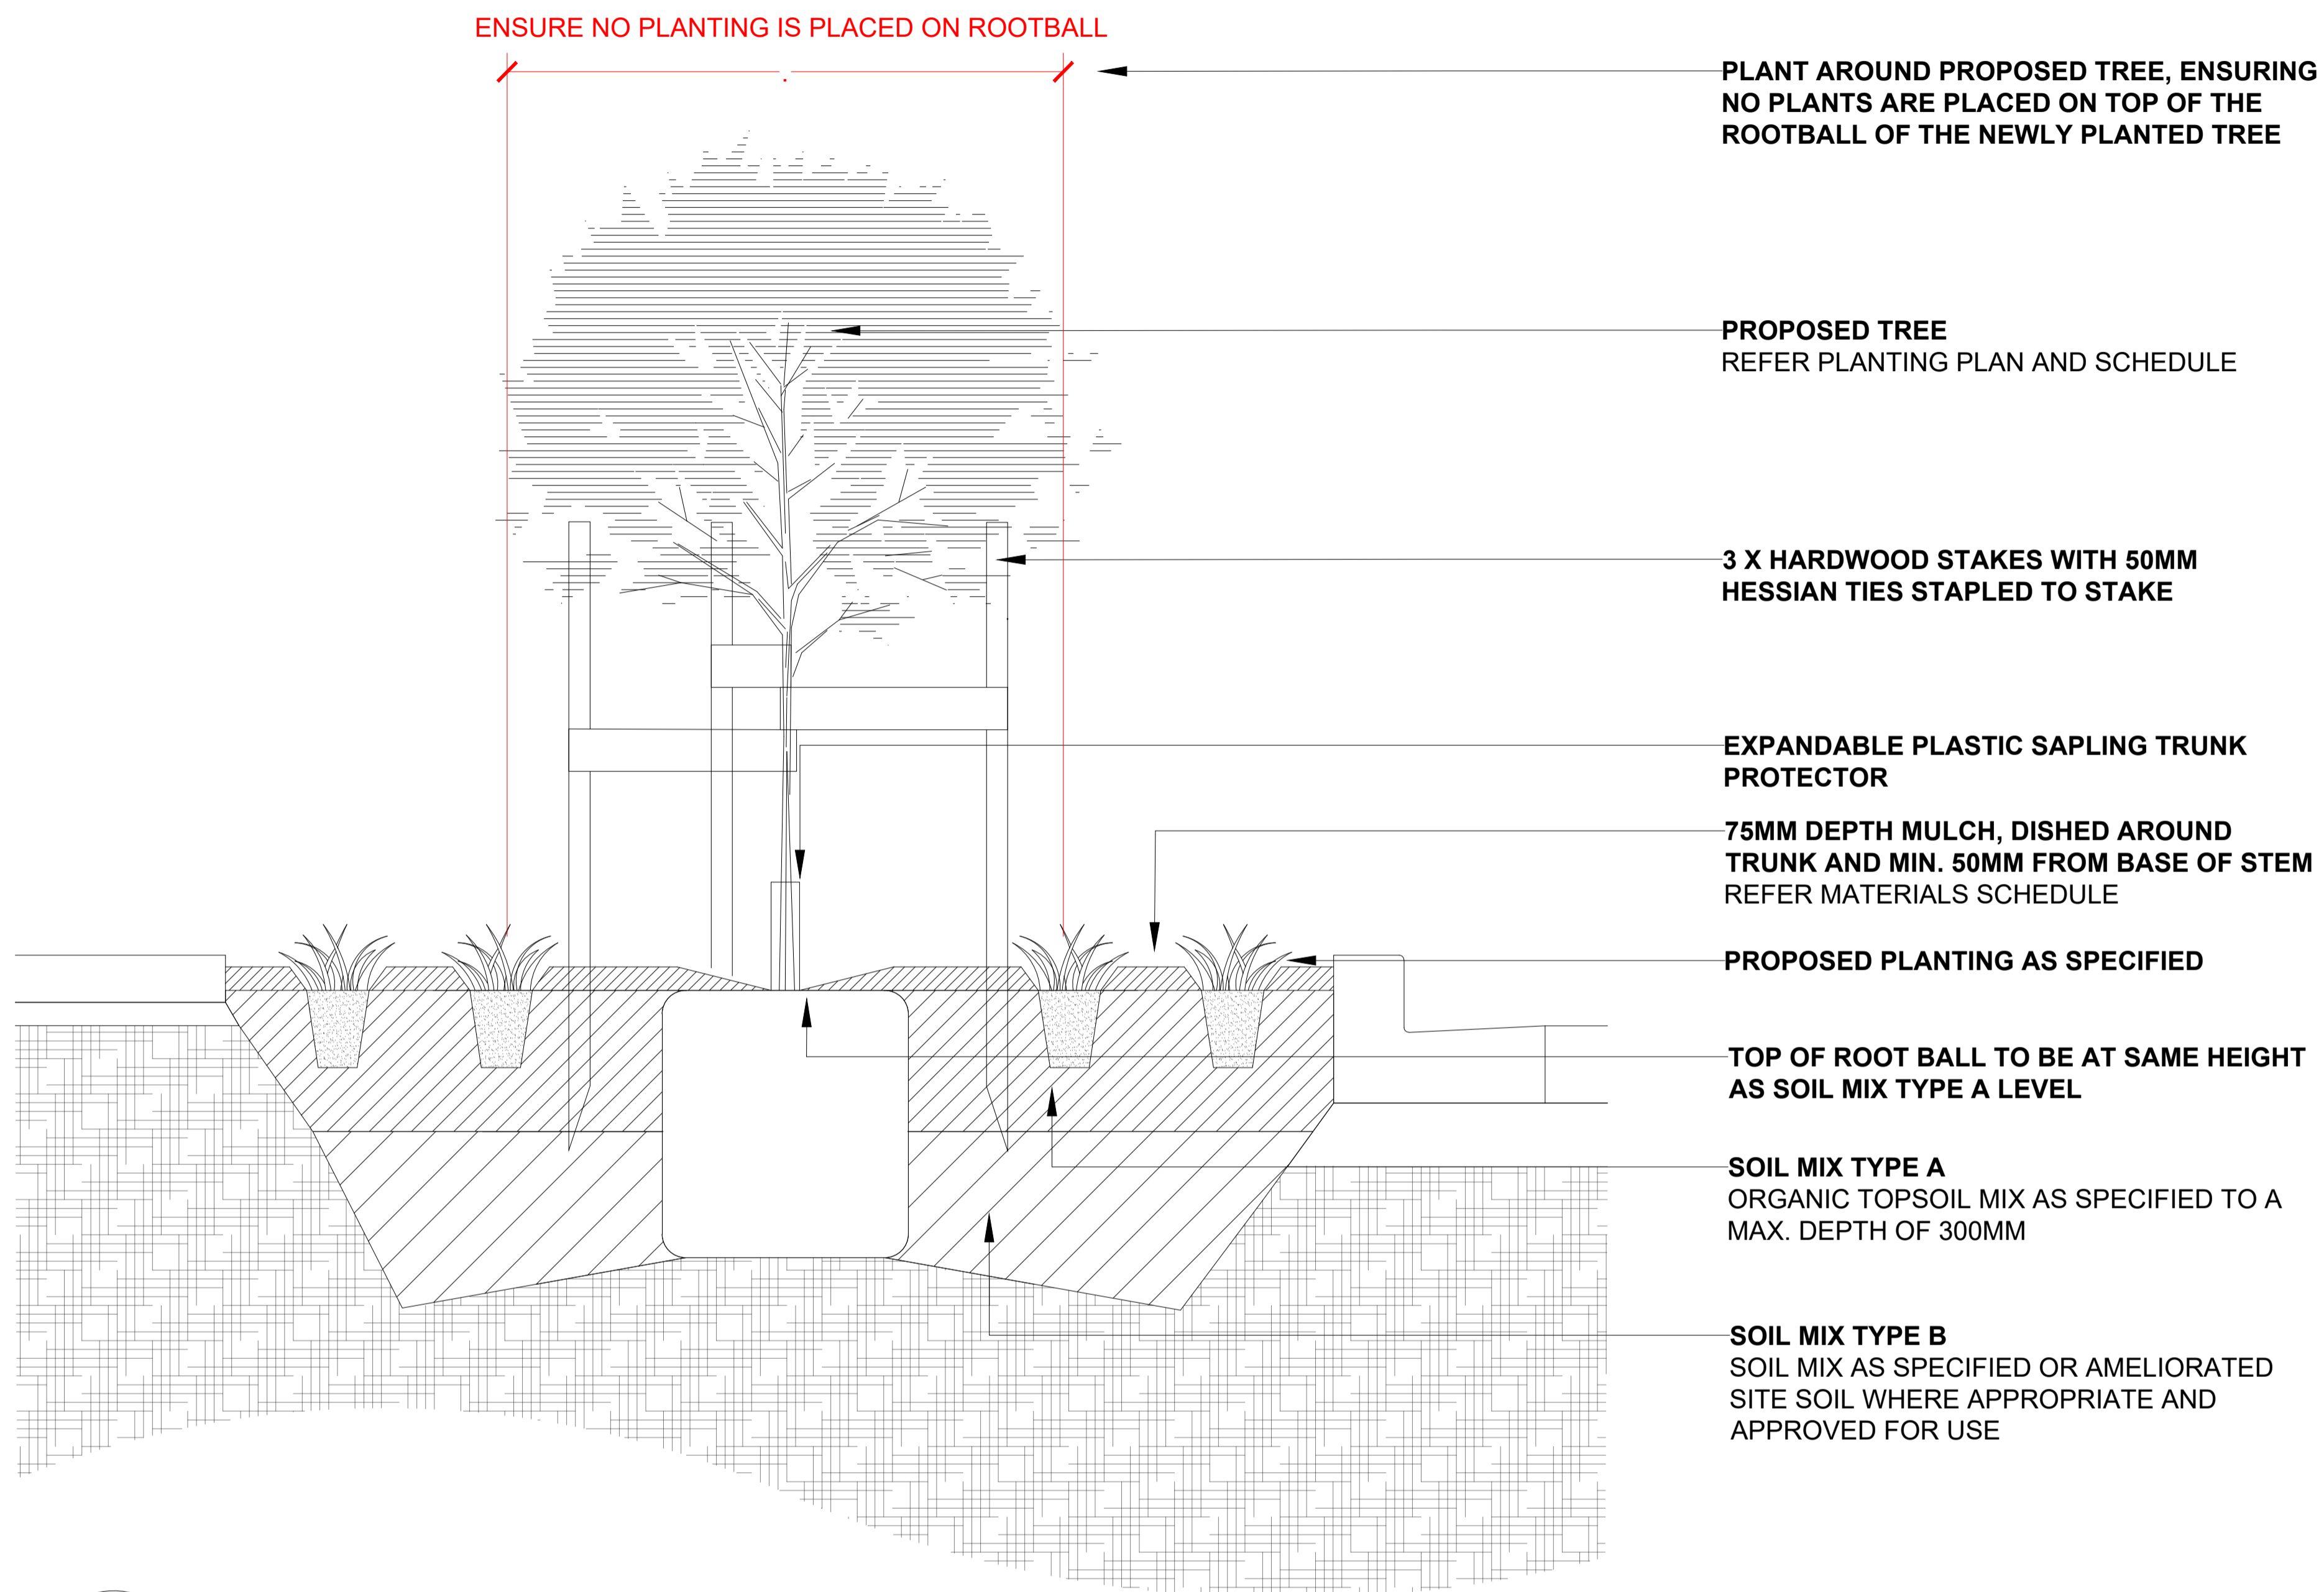 ENSURE NO PLANTING IS PLACED ON ROOTBALL
PLANT AROUND PROPOSED TREE, ENSURING
NO PLANTS ARE PLACED ON TOP OF THE
ROOTBALL OF THE NEWLY PLANTED TREE
PROPOSED TREE
REFER PLANTING PLAN AND SCHEDULE
3 X HARDWOOD STAKES WITH 50MM
HESSIAN TIES STAPLED TO STAKE
EXPANDABLE PLASTIC SAPLING TRUNK
PROTECTOR
75MM DEPTH MULCH, DISHED AROUND
TRUNK AND MIN. 50MM FROM BASE OF STEM
REFER MATERIALS SCHEDULE
PROPOSED PLANTING AS SPECIFIED
TOP OF ROOT BALL TO BE AT SAME HEIGHT
AS SOIL MIX TYPE A LEVEL
SOIL MIX TYPE A
ORGANIC TOPSOIL MIX AS SPECIFIED TO A
MAX. DEPTH OF 300MM
SOIL MIX TYPE B
SOIL MIX AS SPECIFIED OR AMELIORATED
SITE SOIL WHERE APPROPRIATE AND
APPROVED FOR USE